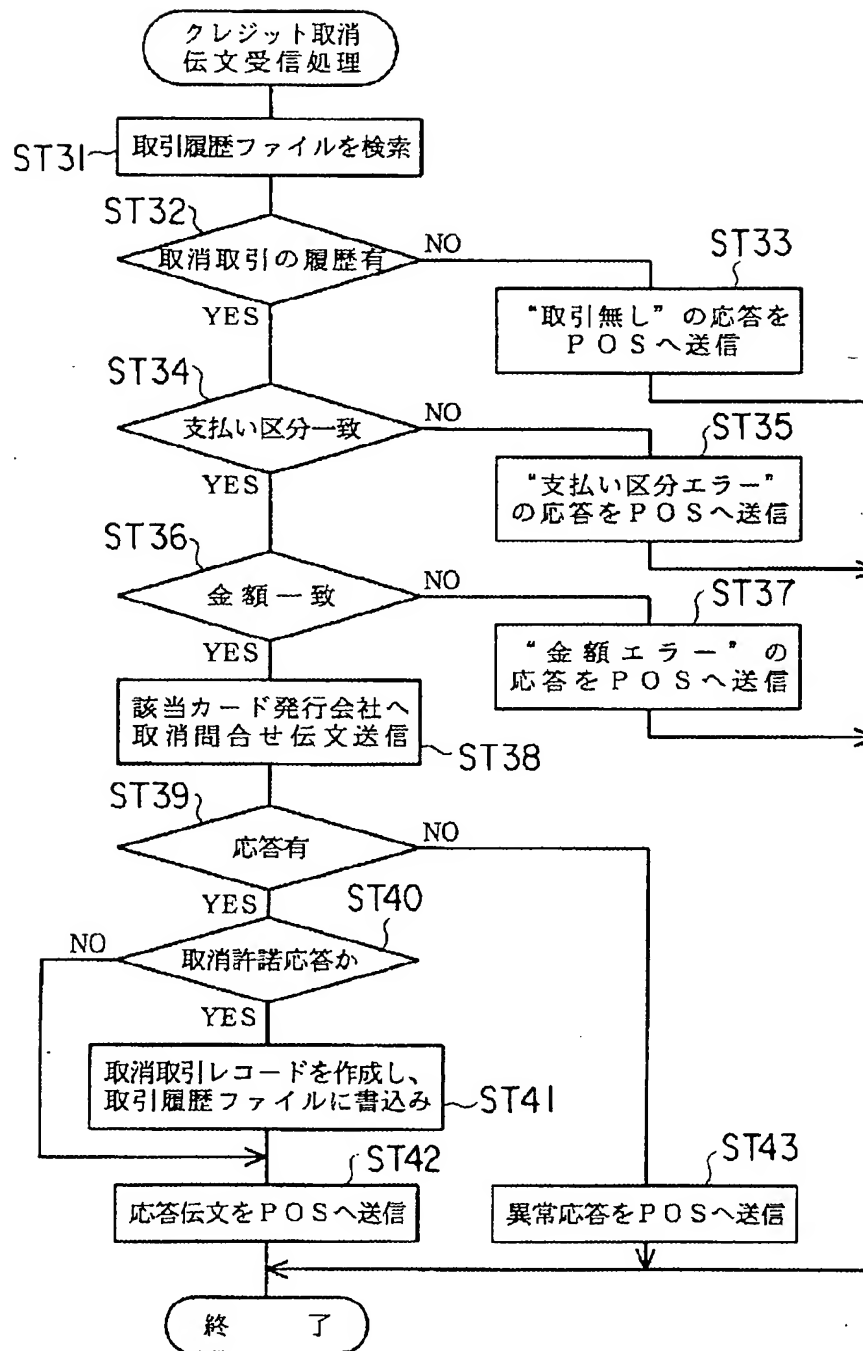 クレジット取消
伝文受信処理
ST31
取引履歴ファイルを検索
ST32
取消取引の履歴有
NO
YES
ST33
“取引無し”の応答を
POSへ送信
ST34
支払い区分一致
NO
YES
ST35
“支払い区分エラー”
の応答をPOSへ送信
ST36
金額一致
NO
YES
ST37
“金額エラー”の
応答をPOSへ送信
該当カード発行会社へ
取消問合せ伝文送信
ST38
ST39
応答有
NO
YES
ST40
取消許諾応答か
NO
YES
取消取引レコードを作成し、
取引履歴ファイルに書込み
ST41
ST42
応答伝文をPOSへ送信
ST43
異常応答をPOSへ送信
終了